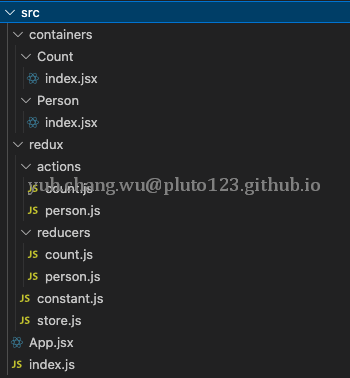 src
containers
Count
index.jsx
Person
index.jsx
redux
actions
yuh.chang.wu@pluto123.github.io
JS count.js
JS person.js
reducers
JS count.js
JS person.js
JS constant.js
JS store.js
App.jsx
JS index.js